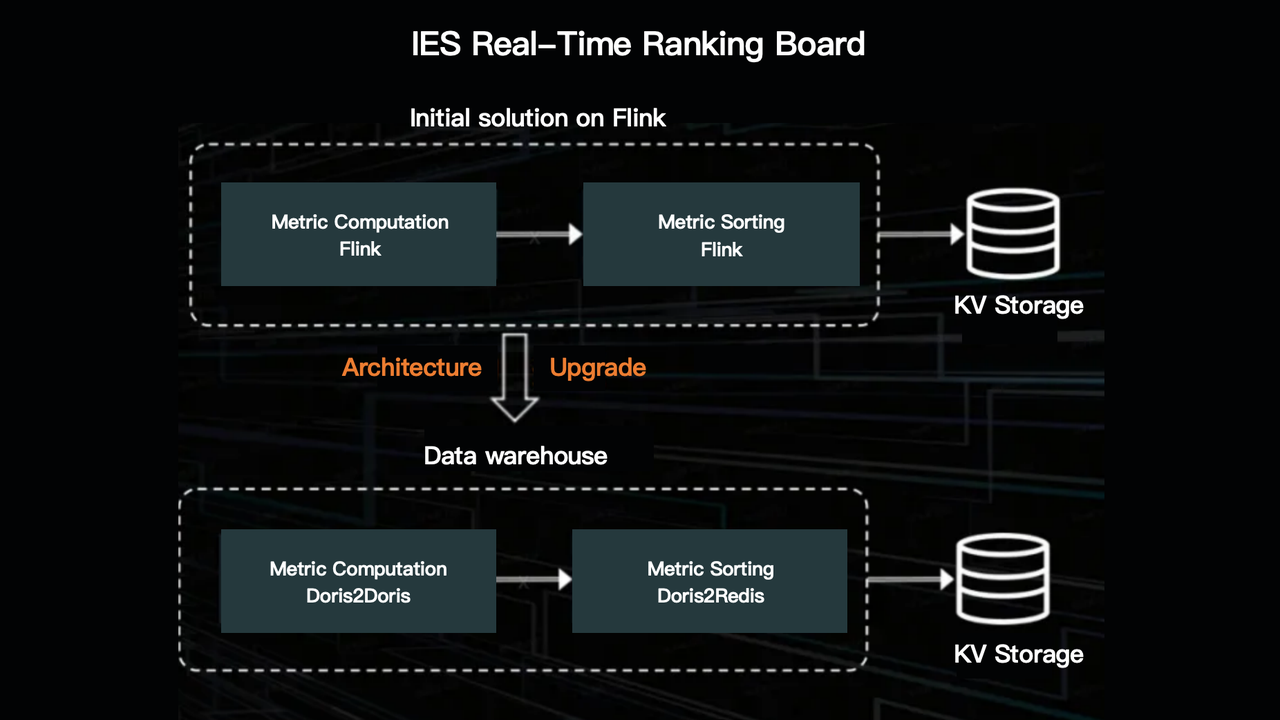 IES Real-Time Ranking Board
Initial solution on Flink
Metric Computation
Flink
Metric Sorting
Flink
KV Storage
Architecture Upgrade
Data warehouse
Metric Computation
Doris2Doris
Metric Sorting
Doris2Redis
KV Storage